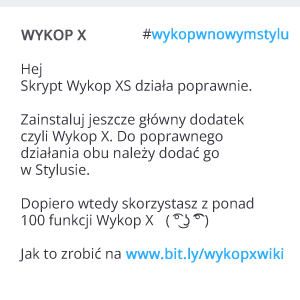 WYKOP X #wykopwnowymstylu
Hej
Skrypt Wykop XS działa poprawnie.
Zainstaluj jeszcze główny dodatek
czyli Wykop X. Do poprawnego
działania obu należy dodać go
w Stylusie.
Dopiero wtedy skorzystasz z ponad
100 funkcji Wykop X ( ͡° ͜ʖ ͡°)
Jak to zrobić na www.bit.ly/wykopxwiki